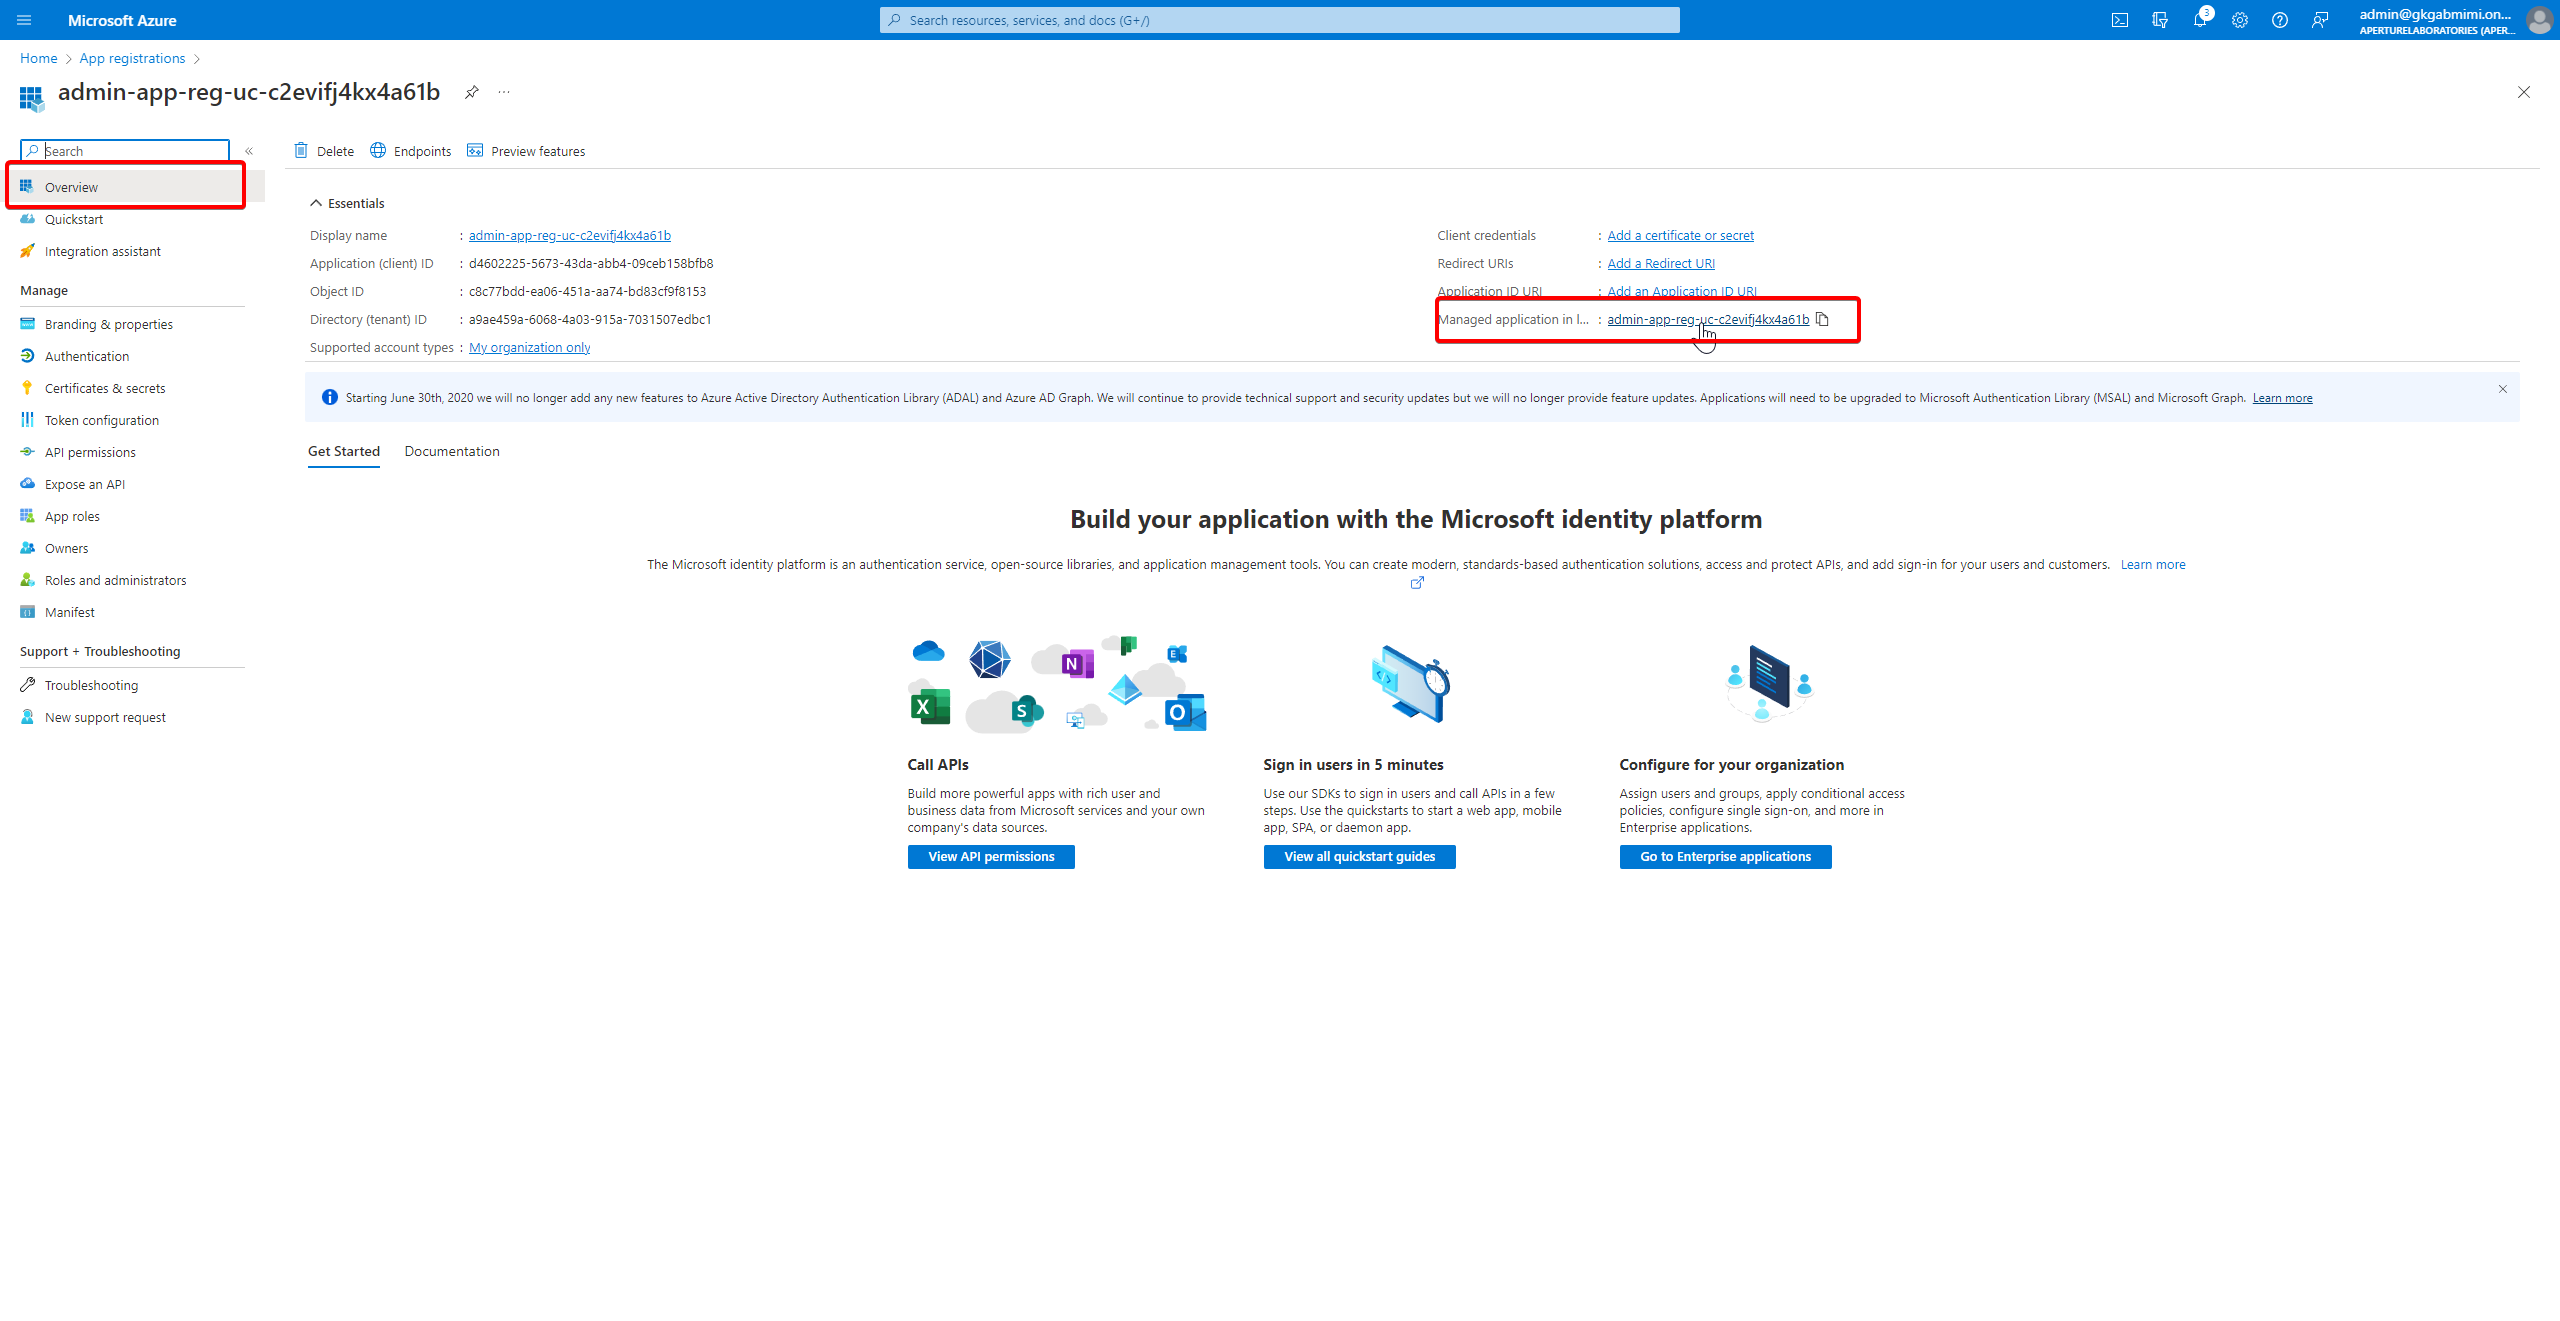 Microsoft Azure
Search resources, services, and docs (G+/)
3
admin@gkgabmimi.on...
APERTURELABORATORIES (APER...
Home > App registrations >
admin-app-reg-uc-c2evifj4kx4a61b ...
Search «
Overview
Quickstart
Integration assistant
Manage
Branding & properties
Authentication
Certificates & secrets
Token configuration
API permissions
Expose an API
App roles
Owners
Roles and administrators
Manifest
Support + Troubleshooting
Troubleshooting
New support request
Delete Endpoints Preview features
Essentials
Display name : admin-app-reg-uc-c2evifj4kx4a61b
Application (client) ID : d4602225-5673-43da-abb4-09ceb158bfb8
Object ID : c8c77bdd-ea06-451a-aa74-bd83cf9f8153
Directory (tenant) ID : a9ae459a-6068-4a03-915a-7031507edbc1
Supported account types : My organization only
Client credentials : Add a certificate or secret
Redirect URIs : Add a Redirect URI
Application ID URI : Add an Application ID URI
Managed application in l... : admin-app-reg-uc-c2evifj4kx4a61b
Starting June 30th, 2020 we will no longer add any new features to Azure Active Directory Authentication Library (ADAL) and Azure AD Graph. We will continue to provide technical support and security updates but we will no longer provide feature updates. Applications will need to be upgraded to Microsoft Authentication Library (MSAL) and Microsoft Graph. Learn more
Get Started Documentation
Build your application with the Microsoft identity platform
The Microsoft identity platform is an authentication service, open-source libraries, and application management tools. You can create modern, standards-based authentication solutions, access and protect APIs, and add sign-in for your users and customers. Learn more
N
E
X
S
O
Call APIs
Build more powerful apps with rich user and
business data from Microsoft services and your own
company's data sources.
View API permissions
Sign in users in 5 minutes
Use our SDKs to sign in users and call APIs in a few
steps. Use the quickstarts to start a web app, mobile
app, SPA, or daemon app.
View all quickstart guides
Configure for your organization
Assign users and groups, apply conditional access
policies, configure single sign-on, and more in
Enterprise applications.
Go to Enterprise applications